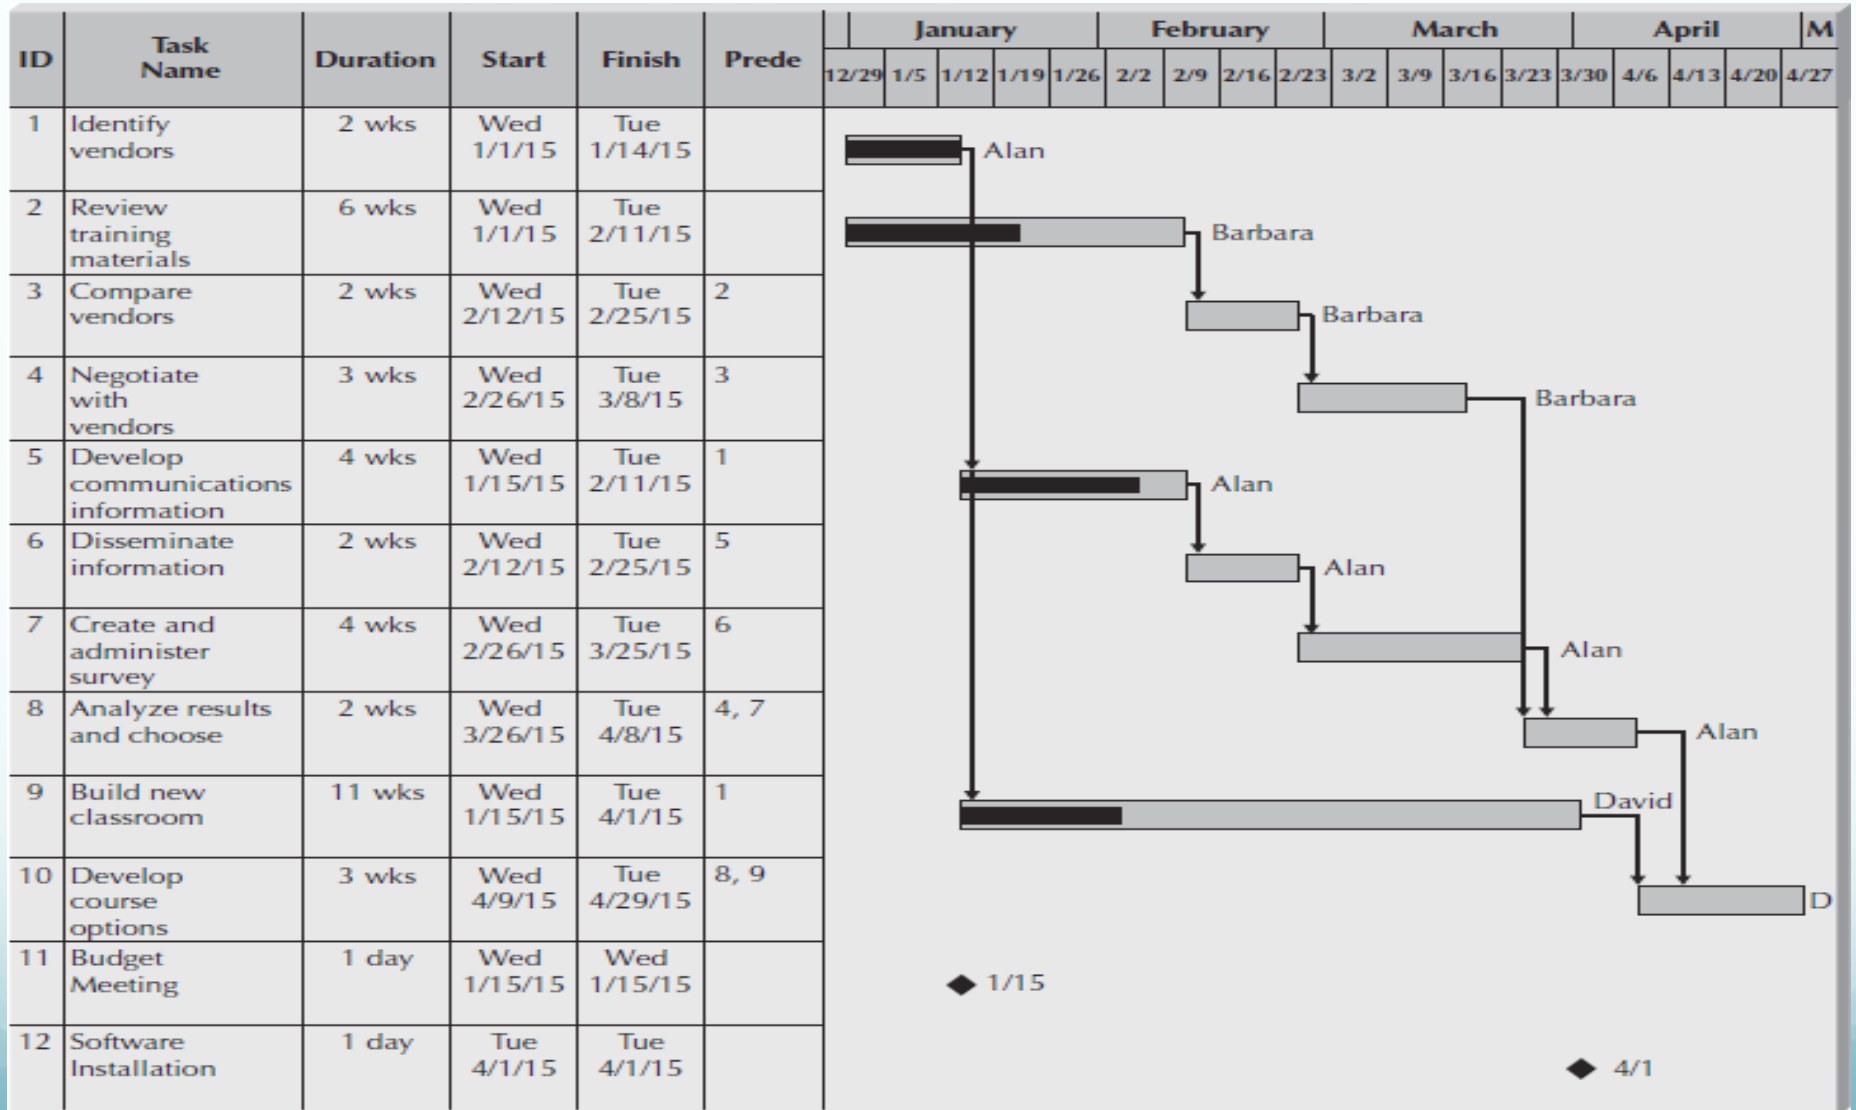 ID Task Name Duration Start Finish Prede January February March April M
12/29 1/5 1/12 1/19 1/26 2/2 2/9 2/16 2/23 3/2 3/9 3/16 3/23 3/30 4/6 4/13 4/20 4/27
1 Identify 2 wks Wed Tue
vendors 1/1/15 1/14/15 Alan
2 Review 6 wks Wed Tue
training 1/1/15 2/11/15 Barbara
materials
3 Compare 2 wks Wed Tue 2
vendors 2/12/15 2/25/15 Barbara
4 Negotiate 3 wks Wed Tue 3
with 2/26/15 3/8/15 Barbara
vendors
5 Develop 4 wks Wed Tue 1
communications 1/15/15 2/11/15 Alan
information
6 Disseminate 2 wks Wed Tue 5
information 2/12/15 2/25/15 Alan
7 Create and 4 wks Wed Tue 6
administer 2/26/15 3/25/15 Alan
survey
8 Analyze results 2 wks Wed Tue 4, 7
and choose 3/26/15 4/8/15 Alan
9 Build new 11 wks Wed Tue 1 David
classroom 1/15/15 4/1/15
10 Develop 3 wks Wed Tue 8, 9
course 4/9/15 4/29/15 D
options
11 Budget 1 day Wed Wed
Meeting 1/15/15 1/15/15 1/15
12 Software 1 day Tue Tue
Installation 4/1/15 4/1/15 4/1